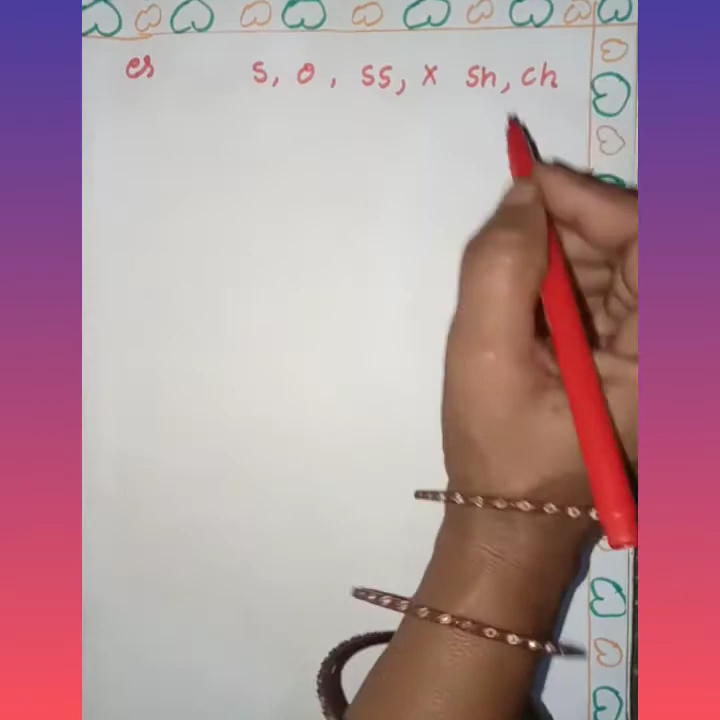 es s, o, ss, x sh, ch